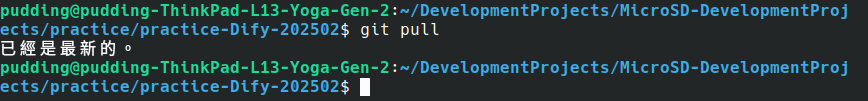 pudding@pudding-ThinkPad-L13-Yoga-Gen-2:~/DevelopmentProjects/MicroSD-DevelopmentProj
ects/practice/practice-Dify-202502$ git pull
已經是最新的。
pudding@pudding-ThinkPad-L13-Yoga-Gen-2:~/DevelopmentProjects/MicroSD-DevelopmentProj
ects/practice/practice-Dify-202502$